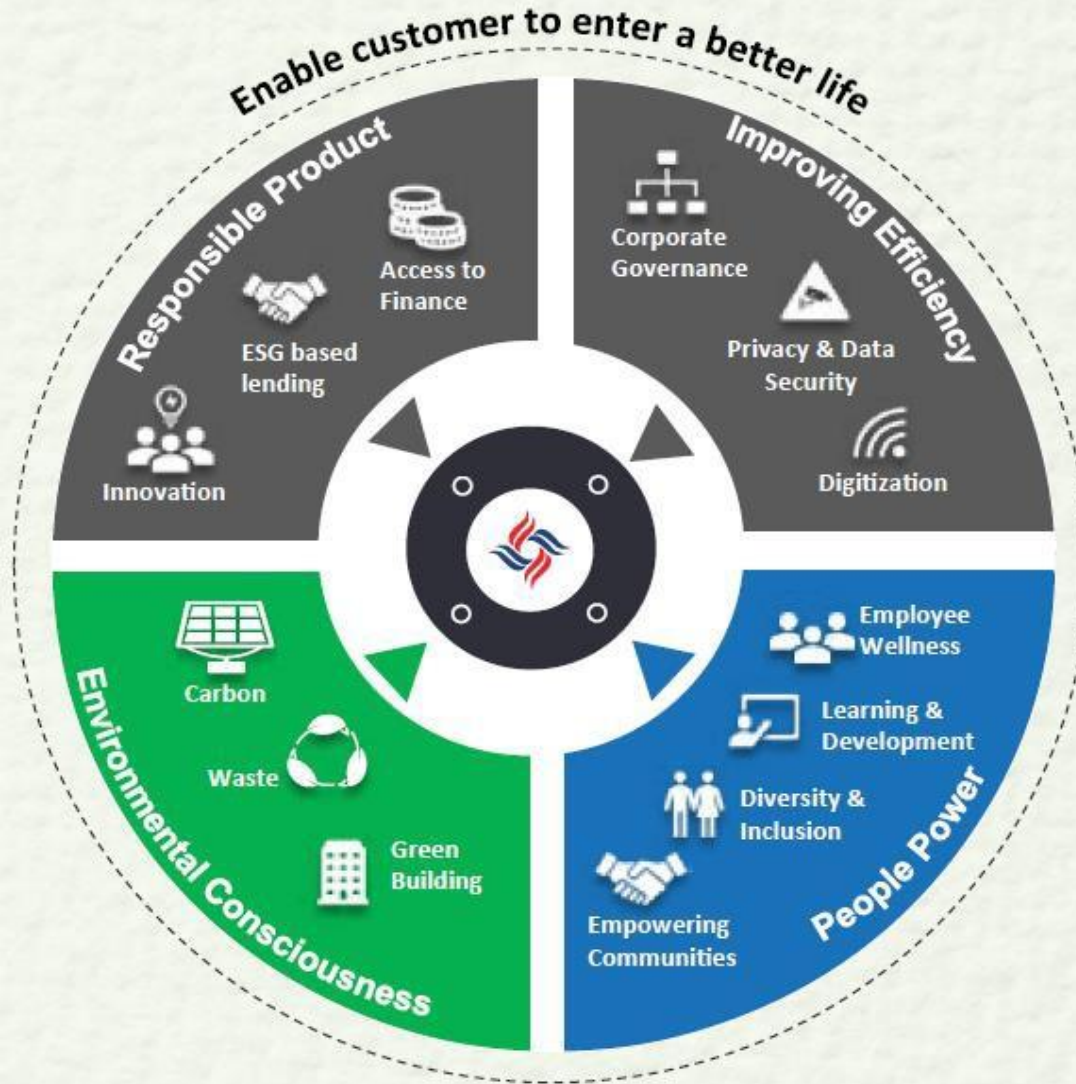 Enable customer to enter a better life
Responsible Product
Access to
Finance
ESG based
lending
Innovation
Improving Efficiency
Corporate
Governance
Privacy & Data
Security
Digitization
Environmental Consciousness
Carbon
Waste
Green
Building
People Power
Employee
Wellness
Learning &
Development
Diversity &
Inclusion
Empowering
Communities